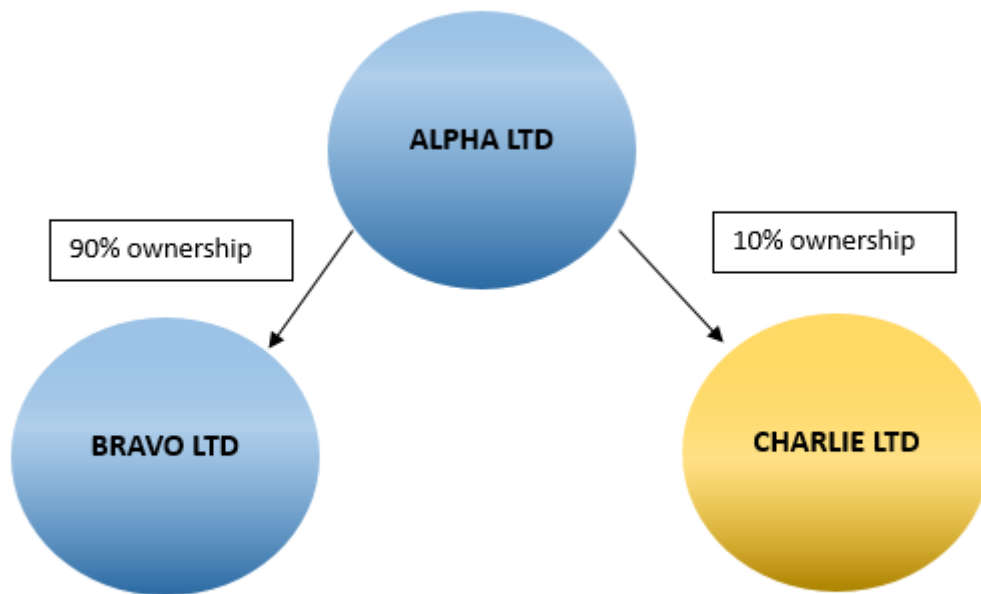 ALPHA LTD
90% ownership
10% ownership
BRAVO LTD
CHARLIE LTD